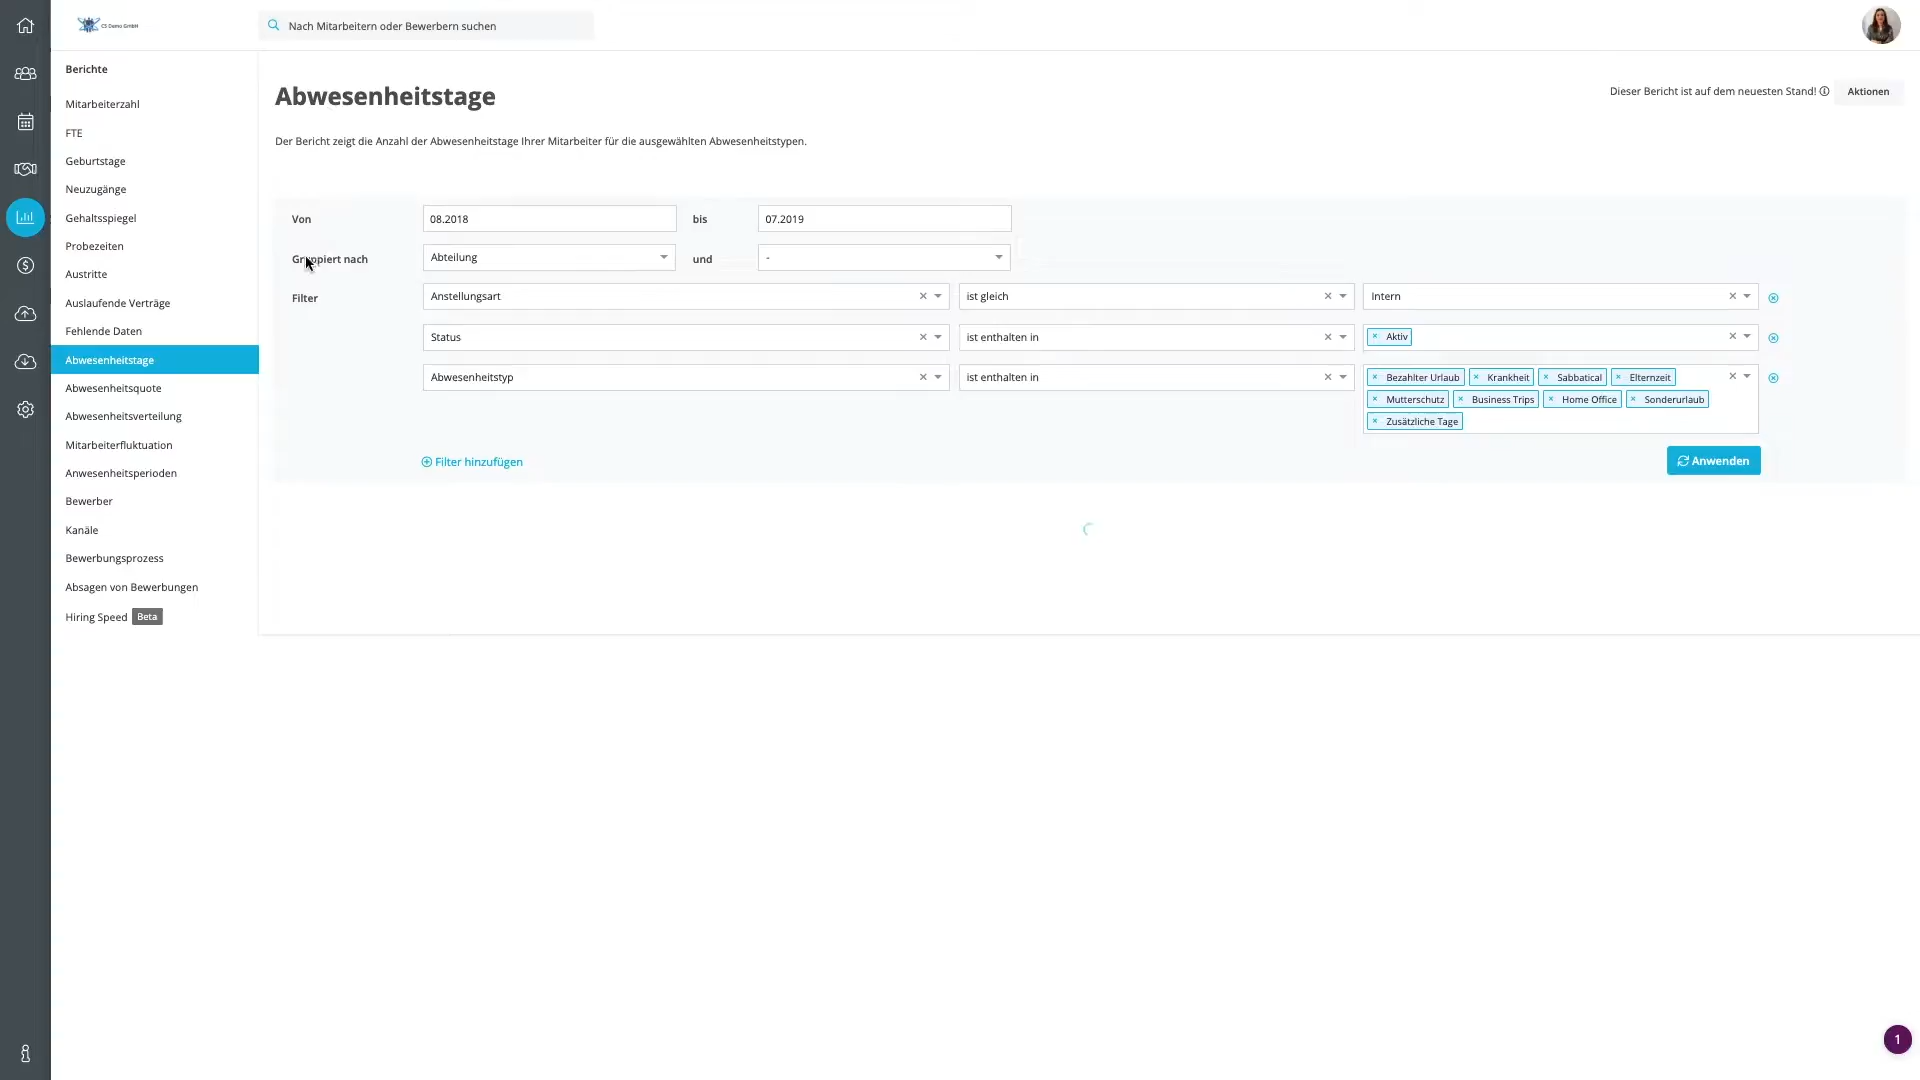 CS Demo GmbH
Nach Mitarbeitern oder Bewerbern suchen
Berichte
Mitarbeiterzahl
FTE
Geburtstage
Neuzugänge
Gehaltsspiegel
Probezeiten
Austritte
Auslaufende Verträge
Fehlende Daten
Abwesenheitstage
Abwesenheitsquote
Abwesenheitsverteilung
Mitarbeiterfluktuation
Anwesenheitsperioden
Bewerber
Kanäle
Bewerbungsprozess
Absagen von Bewerbungen
Hiring Speed Beta
Abwesenheitstage
Dieser Bericht ist auf dem neuesten Stand! Aktionen
Der Bericht zeigt die Anzahl der Abwesenheitstage Ihrer Mitarbeiter für die ausgewählten Abwesenheitstypen.
Von 08.2018 bis 07.2019
Gruppiert nach Abteilung und -
Filter Anstellungsart ist gleich Intern
Status ist enthalten in × Aktiv
Abwesenheitstyp ist enthalten in × Bezahlter Urlaub × Krankheit × Sabbatical × Elternzeit
× Mutterschutz × Business Trips × Home Office × Sonderurlaub
× Zusätzliche Tage
Filter hinzufügen
Anwenden
1